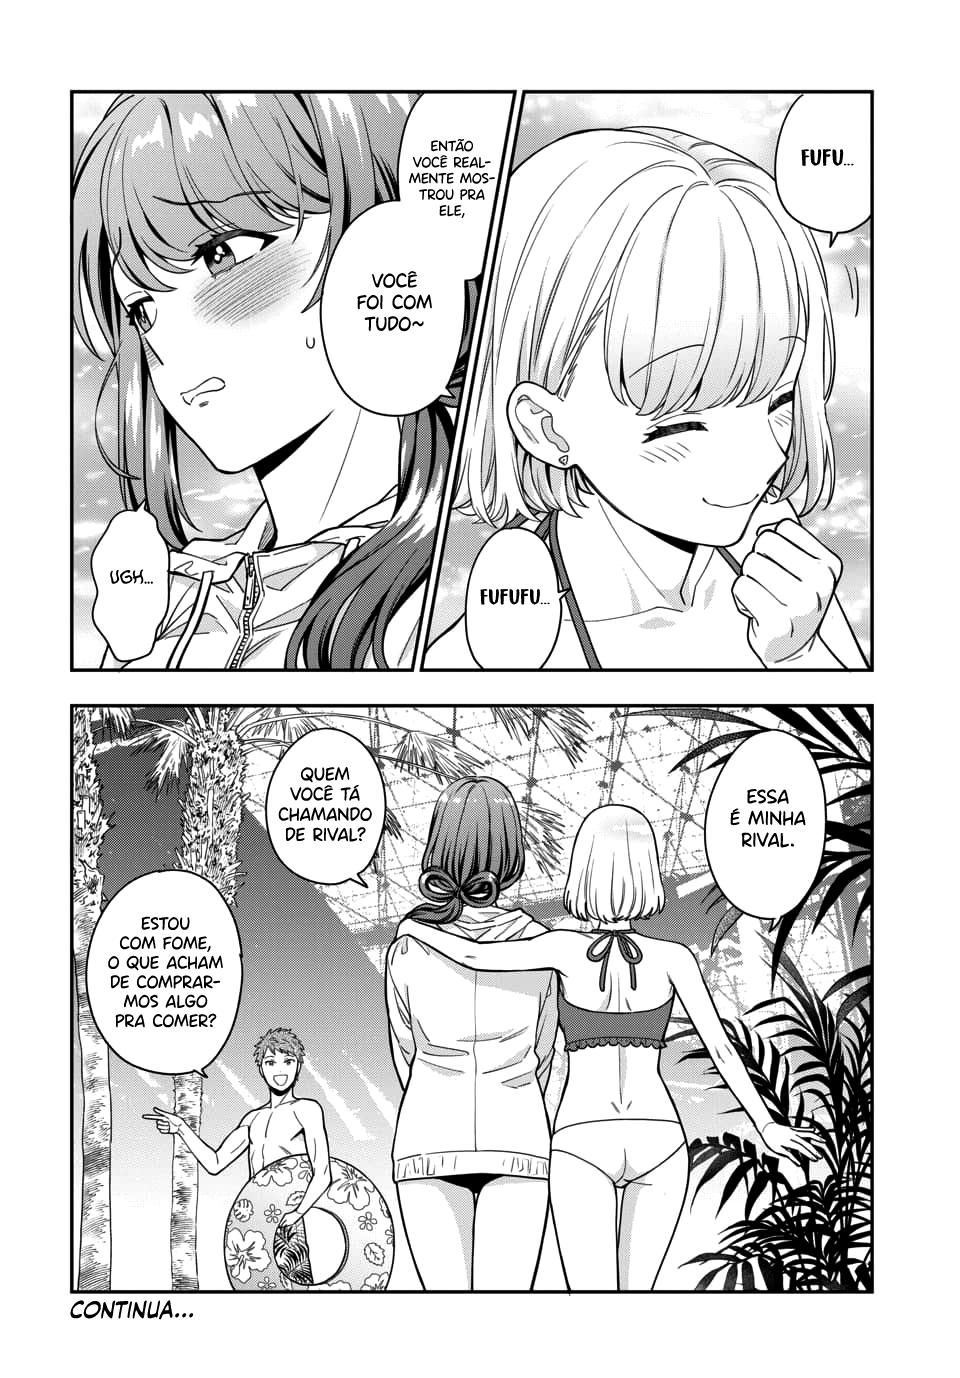 FUFU...
FUFUFU...
ENTÃO
VOCÊ REAL-
MENTE MOS-
TROU PRA
ELE,
VOCÊ
FOI COM
TUDO~
UGH...
ESSA
É MINHA
RIVAL.
QUEM
VOCÊ TÁ
CHAMANDO
DE RIVAL?
ESTOU
COM FOME,
O QUE ACHAM
DE COMPRAR-
MOS ALGO
PRA COMER?
CONTINUA...